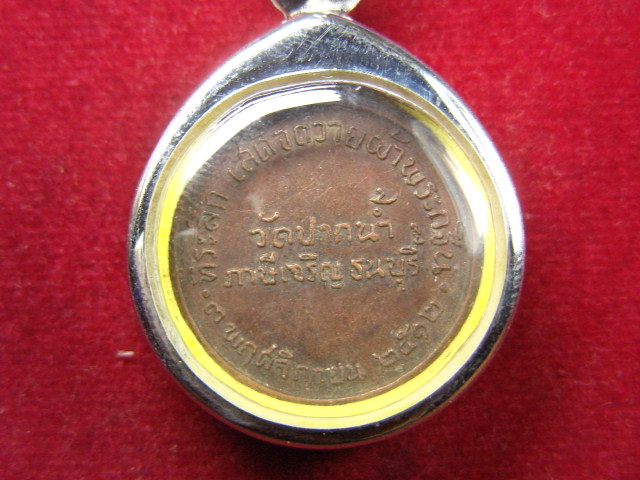 ที่ระลึก เสด็จถวายผ้าพระกฐิน
วัดปากน้ำ
ภาษีเจริญ ธนบุรี
๓ พฤศจิกายน ๒๕๑๒